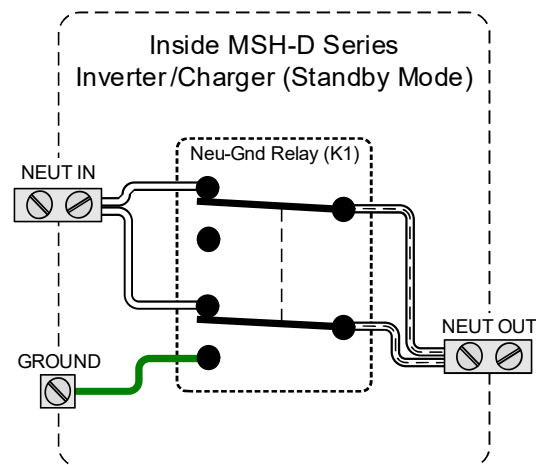 Inside MSH-D Series
Inverter/Charger (Standby Mode)
Neu-Gnd Relay (K1)
NEUT IN
NEUT OUT
GROUND